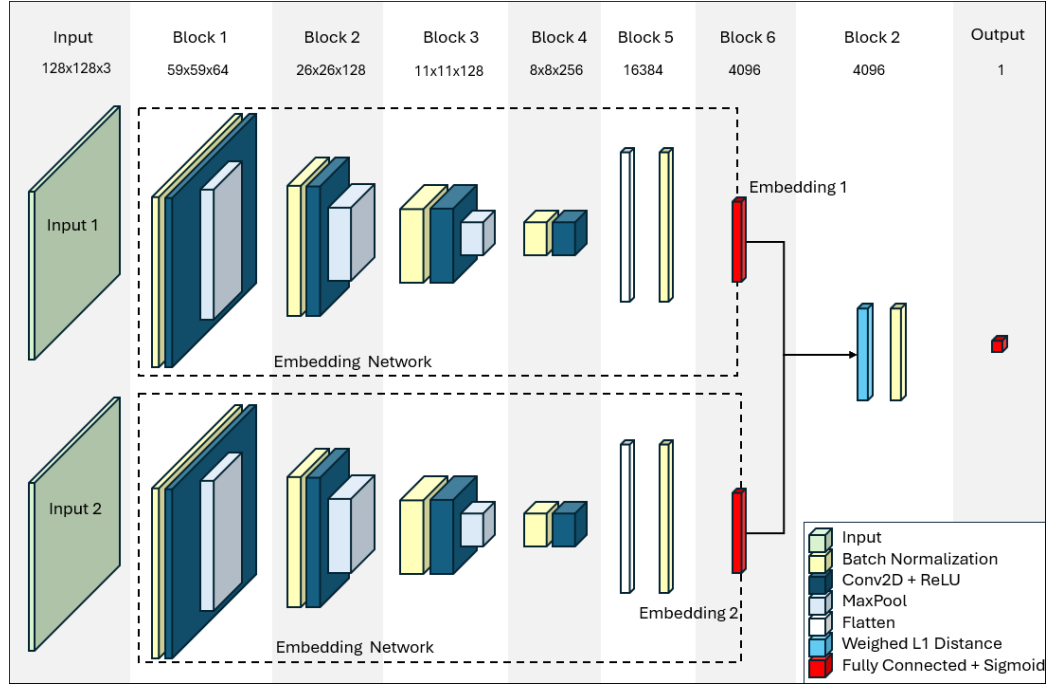 Input
Block 1
Block 2
Block 3
Block 4
Block 5
Block 6
Block 2
Output
128x128x3
59x59x64
26x26x128
11x11x128
8x8x256
16384
4096
4096
1
Input 1
Embedding 1
Embedding Network
Input 2
Embedding 2
Embedding Network
Input
Batch Normalization
Conv2D + ReLU
MaxPool
Flatten
Weighed L1 Distance
Fully Connected + Sigmoid